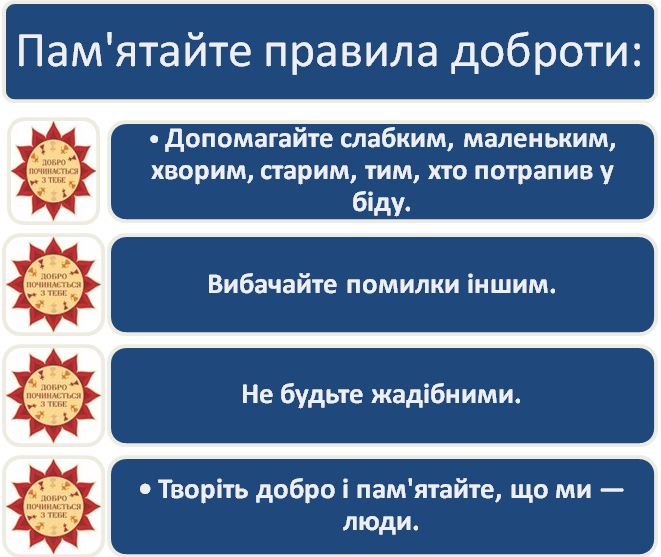 Пам'ятайте правила доброти:
ДОБРО
ПОЧИНАЄТЬСЯ
З ТЕБЕ
• Допомагайте слабким, маленьким,
хворим, старим, тим, хто потрапив у
біду.
ДОБРО
ПОЧИНАЄТЬСЯ
З ТЕБЕ
Вибачайте помилки іншим.
ДОБРО
ПОЧИНАЄТЬСЯ
З ТЕБЕ
Не будьте жадібними.
ДОБРО
ПОЧИНАЄТЬСЯ
З ТЕБЕ
• Творіть добро і пам'ятайте, що ми —
люди.